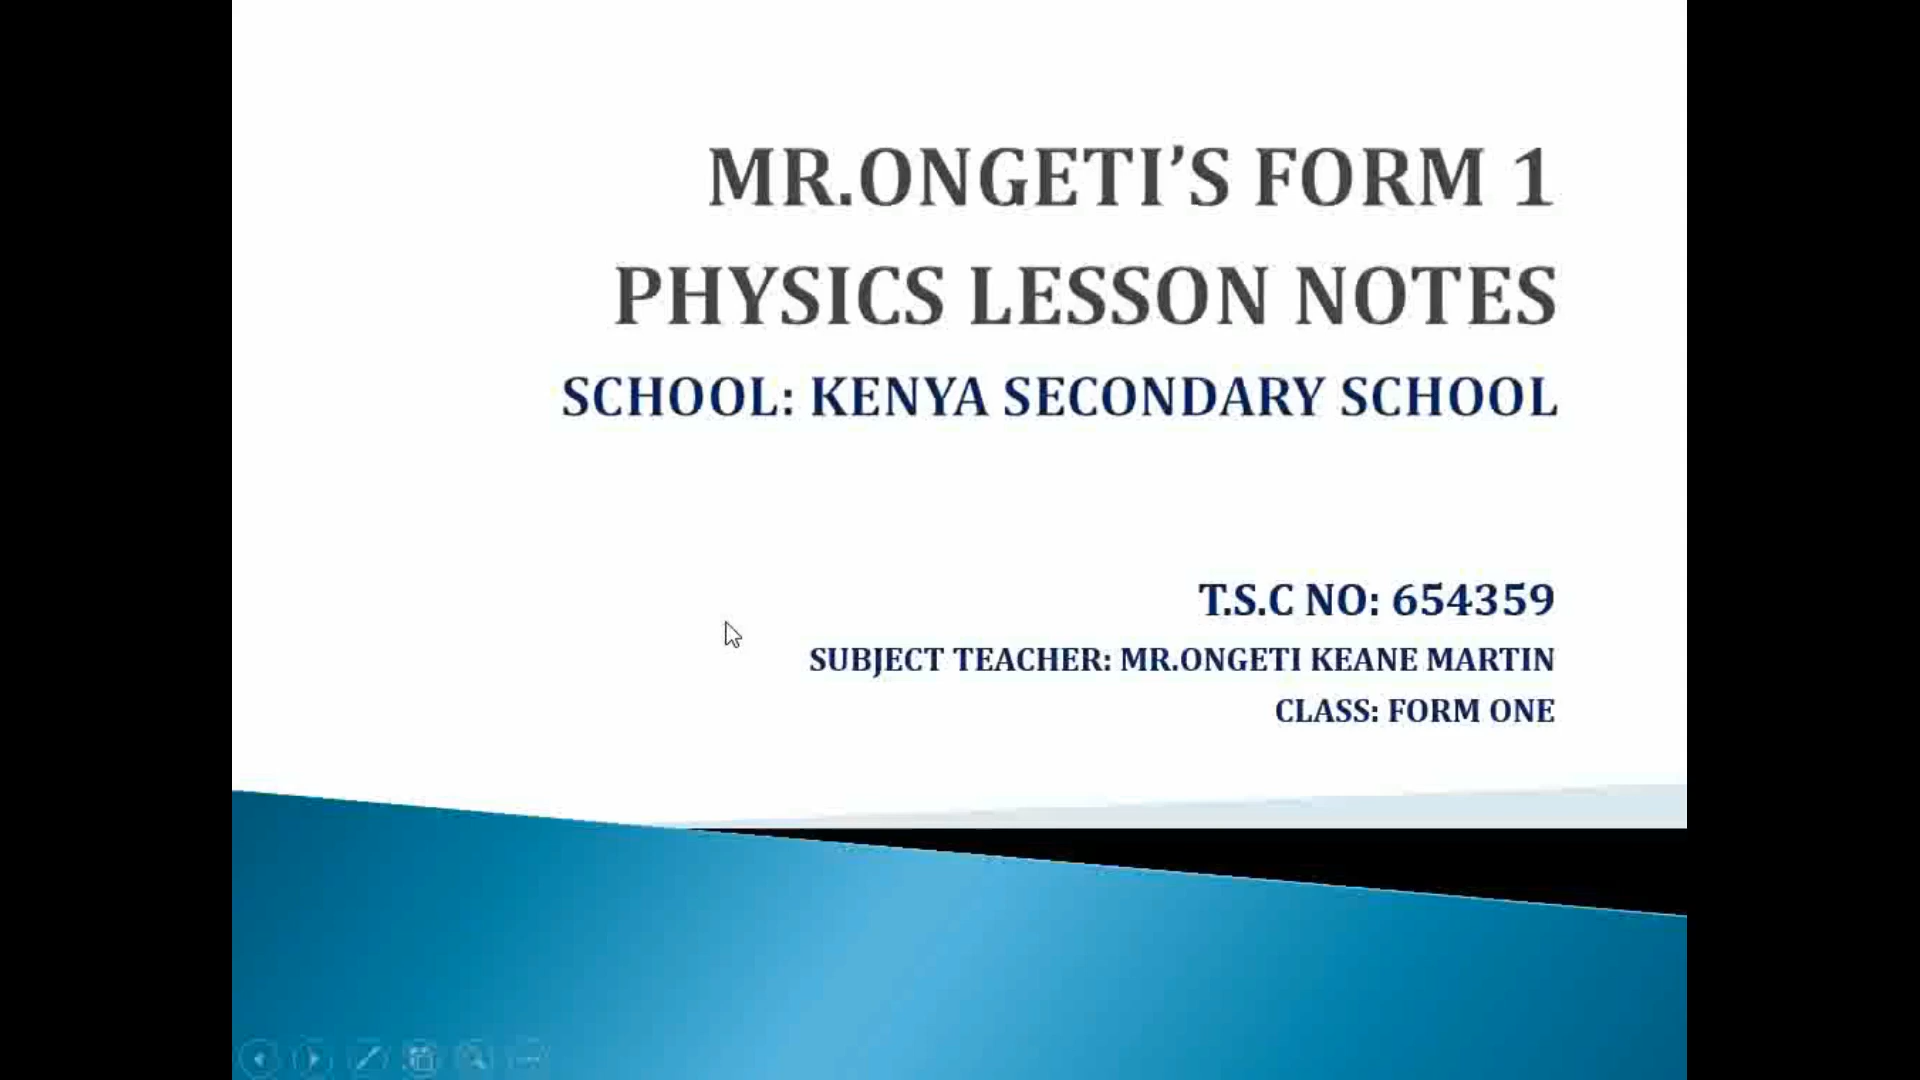 MR.ONGETI’S FORM 1
PHYSICS LESSON NOTES
SCHOOL: KENYA SECONDARY SCHOOL
T.S.C NO: 654359
SUBJECT TEACHER: MR.ONGETI KEANE MARTIN
CLASS: FORM ONE